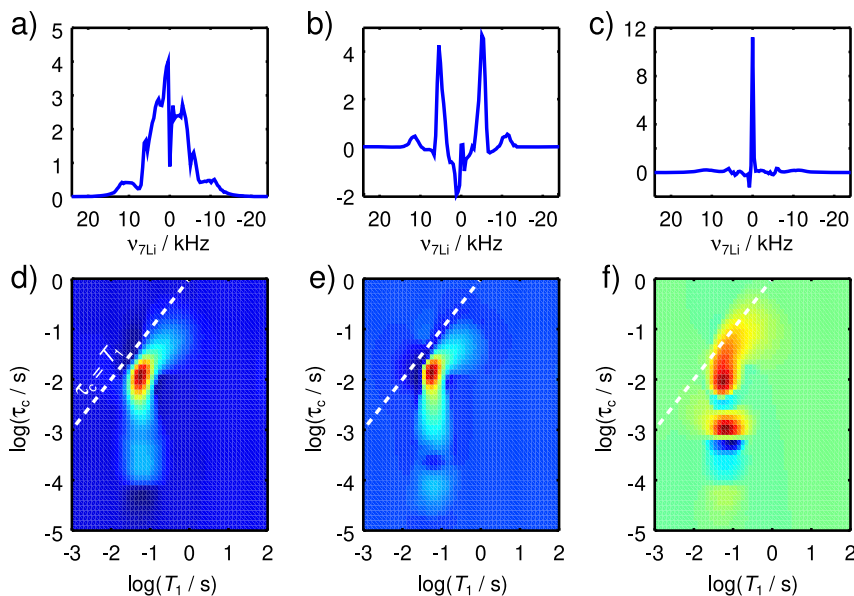 a) b) c)
5
4
3
2
1
0
4
2
0
-2
12
8
4
0
20 10 0 -10 -20
20 10 0 -10 -20
20 10 0 -10 -20
ν7Li / kHz ν7Li / kHz ν7Li / kHz
d) e) f)
0
-1
-2
-3
-4
-5
log(τc / s)
τc = T1
-3 -2 -1 0 1 2
log(T1 / s)
0
-1
-2
-3
-4
-5
log(τc / s)
-3 -2 -1 0 1 2
log(T1 / s)
0
-1
-2
-3
-4
-5
log(τc / s)
-3 -2 -1 0 1 2
log(T1 / s)